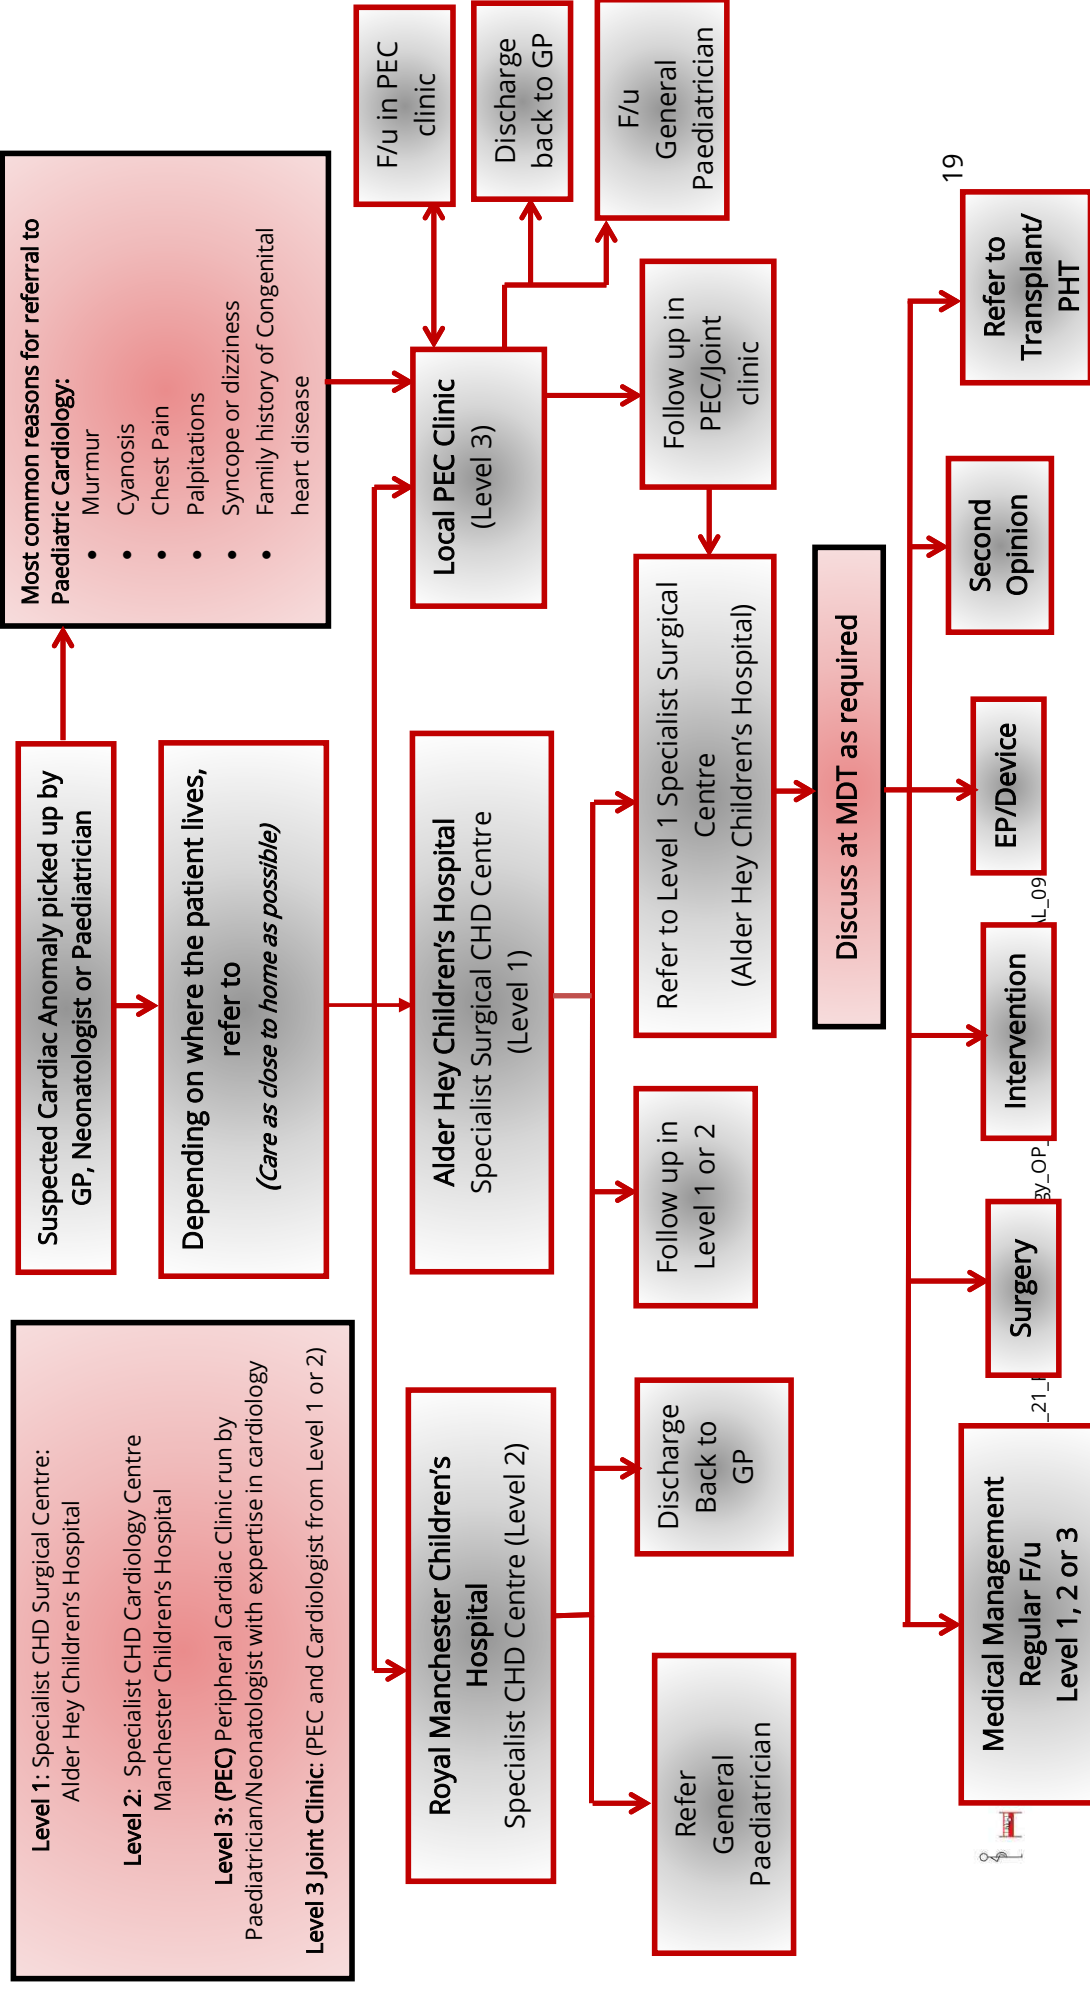 Level 1: Specialist CHD Surgical Centre:
Alder Hey Children's Hospital
Level 2: Specialist CHD Cardiology Centre
Manchester Children's Hospital
Level 3: (PEC) Peripheral Cardiac Clinic run by
Paediatrician/Neonatologist with expertise in cardiology
Level 3 Joint Clinic: (PEC and Cardiologist from Level 1 or 2)
Suspected Cardiac Anomaly picked up by
GP, Neonatologist or Paediatrician
Most common reasons for referral to
Paediatric Cardiology:
• Murmur
• Cyanosis
• Chest Pain
• Palpitations
• Syncope or dizziness
• Family history of Congenital
heart disease
Depending on where the patient lives,
refer to
(Care as close to home as possible)
Royal Manchester Children's
Hospital
Specialist CHD Centre (Level 2)
Alder Hey Children's Hospital
Specialist Surgical CHD Centre
(Level 1)
Local PEC Clinic
(Level 3)
F/u in PEC
clinic
Discharge
back to GP
F/u
General
Paediatrician
Refer
General
Paediatrician
Discharge
Back to
GP
Follow up in
Level 1 or 2
Refer to Level 1 Specialist Surgical
Centre
(Alder Hey Children's Hospital)
Follow up in
PEC/Joint
clinic
Discuss at MDT as required
Medical Management
Regular F/u
Level 1, 2 or 3
Surgery
Intervention
EP/Device
Second
Opinion
Refer to
Transplant/
PHT
19